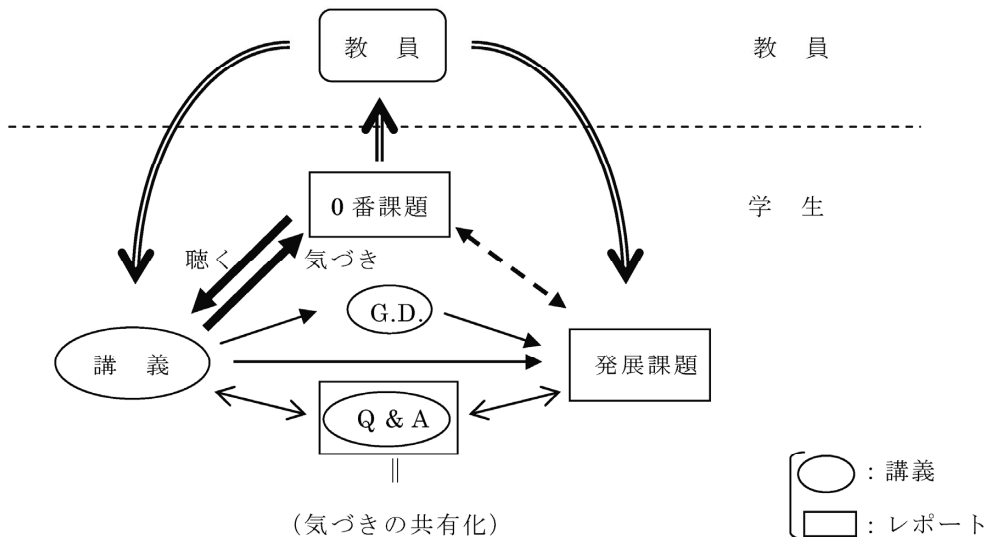 教 員
教 員
0 番課題
学 生
聴く
気づき
G.D.
講 義
発展課題
Q & A
(気づきの共有化)
: 講義
: レポート